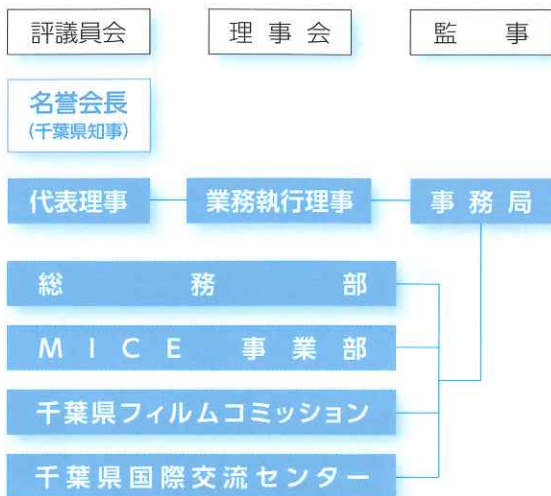 評議員会
理事会
監事
名誉会長
(千葉県知事)
代表理事
業務執行理事
事務局
総務部
MICE事業部
千葉県フィルムコミッション
千葉県国際交流センター